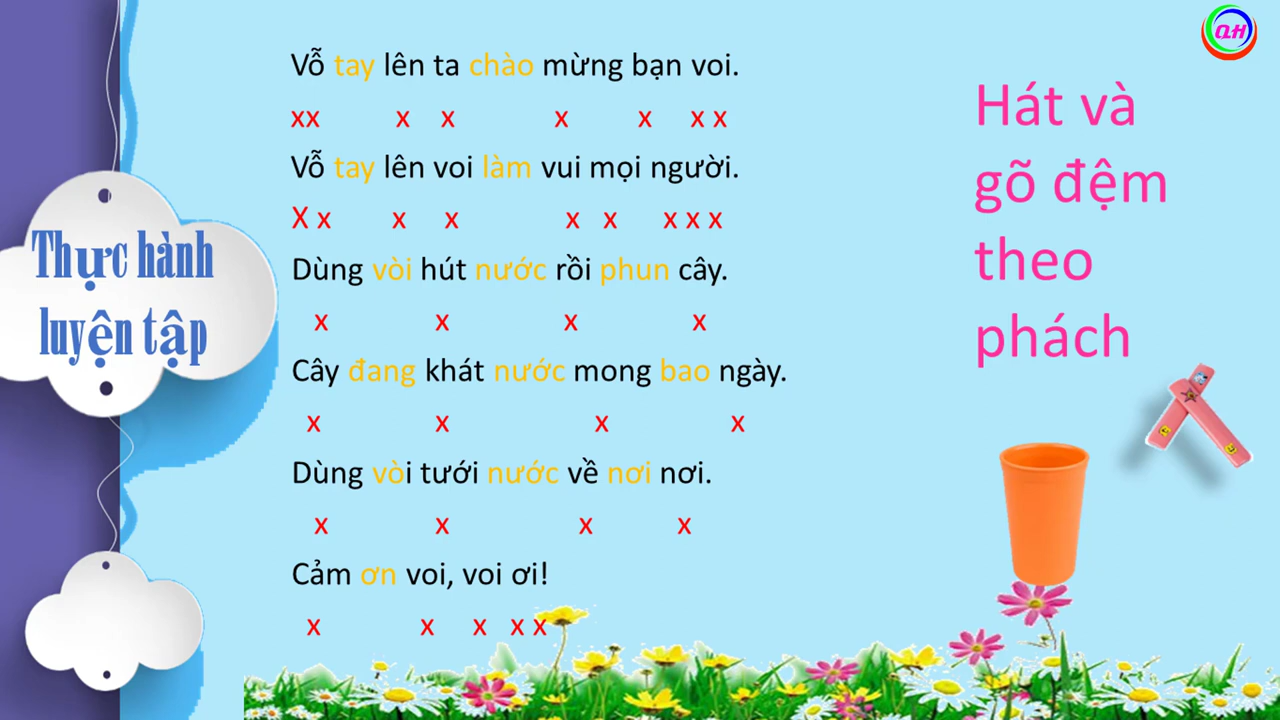 Thực hành
luyện tập
Vỗ tay lên ta chào mừng bạn voi.
xx x x x x x x
Vỗ tay lên voi làm vui mọi người.
X x x x x x x x x
Dùng vòi hút nước rồi phun cây.
x x x x
Cây đang khát nước mong bao ngày.
x x x x
Dùng vòi tưới nước về nơi nơi.
x x x x
Cảm ơn voi, voi ơi!
x x x x x
Hát và
gõ đệm
theo
phách
QH